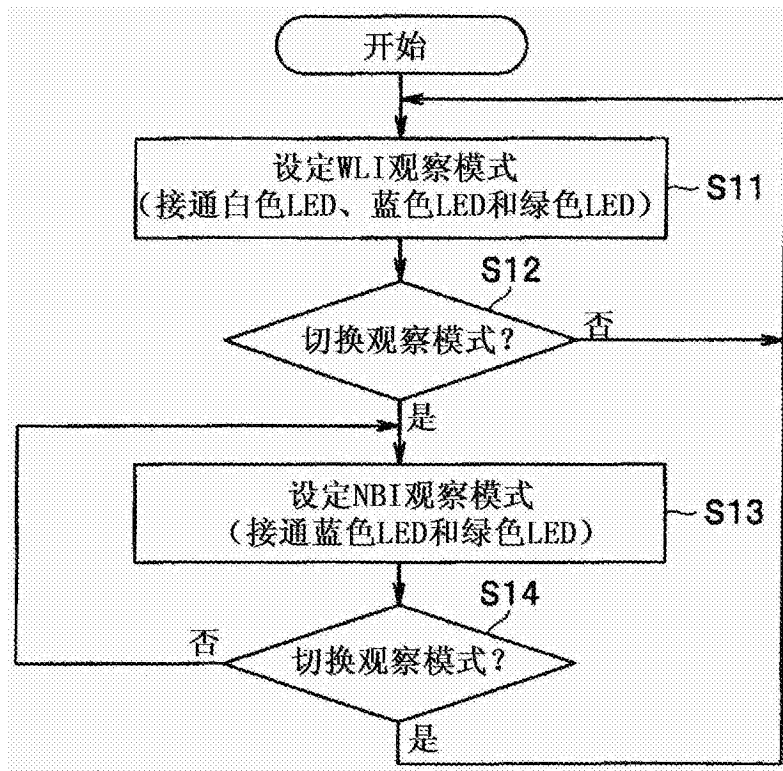 开始
设定WLI观察模式
(接通白色LED、蓝色LED和绿色LED)
S11
S12
切换观察模式?
否
是
设定NBI观察模式
(接通蓝色LED和绿色LED)
S13
S14
否
切换观察模式?
是